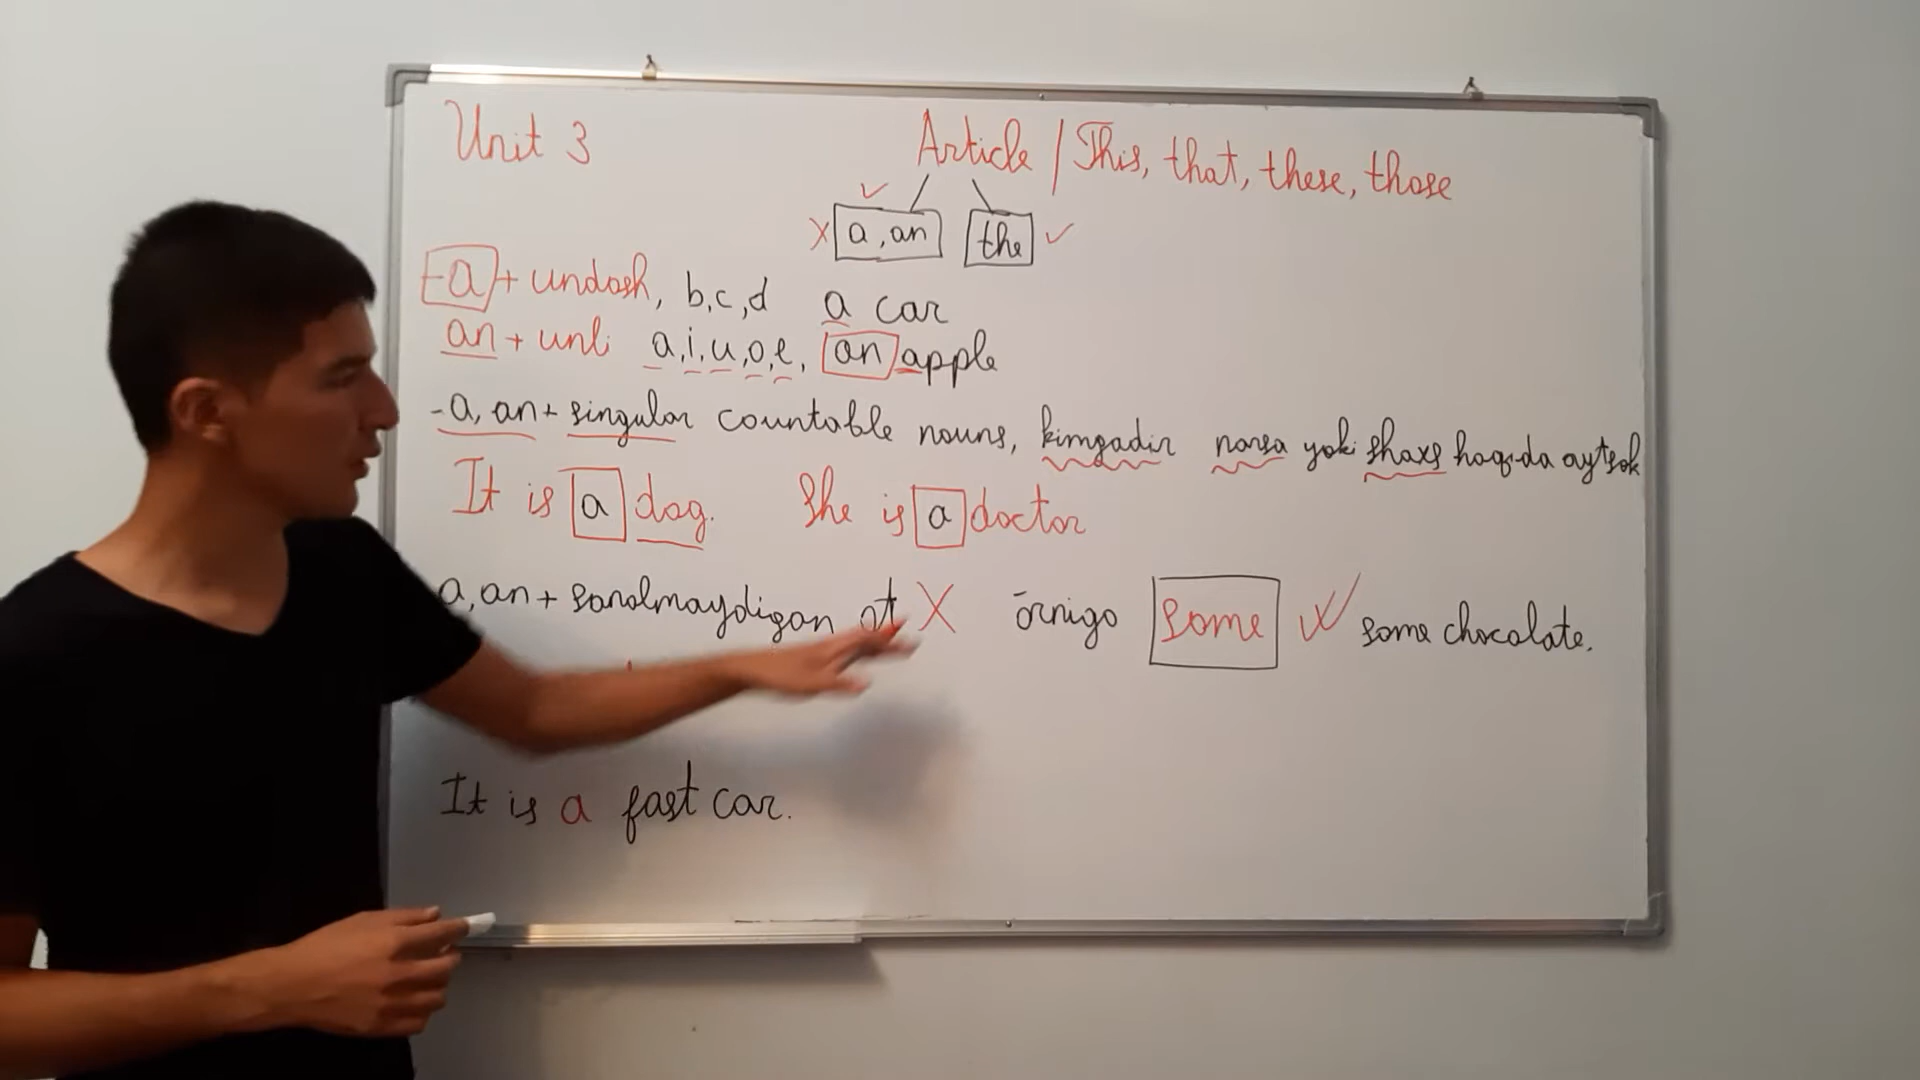 Unit 3
Article / This, that, these, those
a, an the
-a + undosh, b, c, d a car
an + unli a, i, u, o, e, an apple
-a, an + singular countable nouns, kimgadir narsa yoki shaxs haqida aytsak
It is a dog. She is a doctor
a, an + sanalmaydigan ot X o'rniga some some chocolate.
It is a fast car.